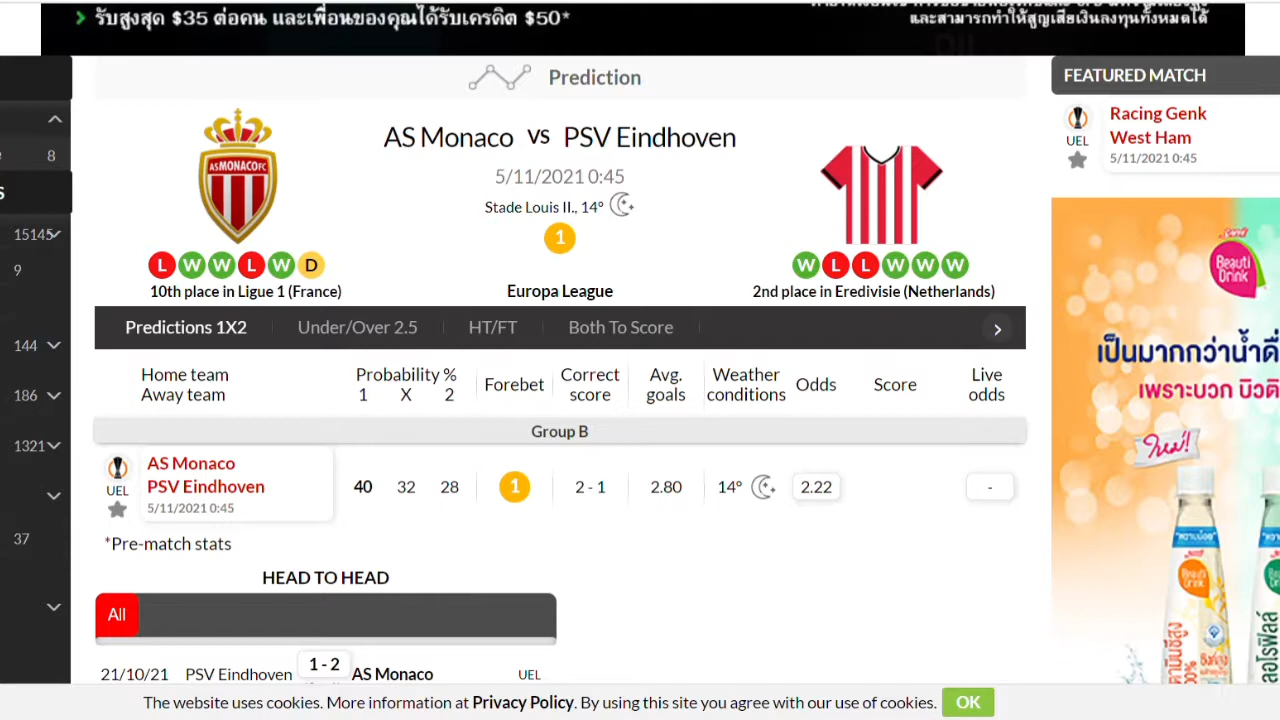 รับสูงสุด $35 ต่อคน และเพื่อนของคุณได้รับเครดิต $50*
และสามารถทำให้สูญเสียเงินลงทุนทั้งหมดได้
Prediction
FEATURED MATCH
AS Monaco vs PSV Eindhoven
5/11/2021 0:45
Stade Louis II., 14°
1
ASMONACOFC
L W W L W D
W L L W W W
10th place in Ligue 1 (France)
Europa League
2nd place in Eredivisie (Netherlands)
Racing Genk
West Ham
UEL
5/11/2021 0:45
8
S
15145
9
144
186
1321
37
Predictions 1X2
Under/Over 2.5
HT/FT
Both To Score
Home team
Away team
Probability %
1 X 2
Forebet
Correct
score
Avg.
goals
Weather
conditions
Odds
Score
Live
odds
Group B
UEL
AS Monaco
PSV Eindhoven
5/11/2021 0:45
40 32 28 1 2 - 1 2.80 14° 2.22 -
*Pre-match stats
HEAD TO HEAD
All
21/10/21 PSV Eindhoven 1 - 2 AS Monaco UEL
Beauti
Drink
เป็นมากกว่าน้ำดื่
เพราะบวก บิวติ
ใหม่!
The website uses cookies. More information at Privacy Policy. By using this site you agree with our use of cookies. OK